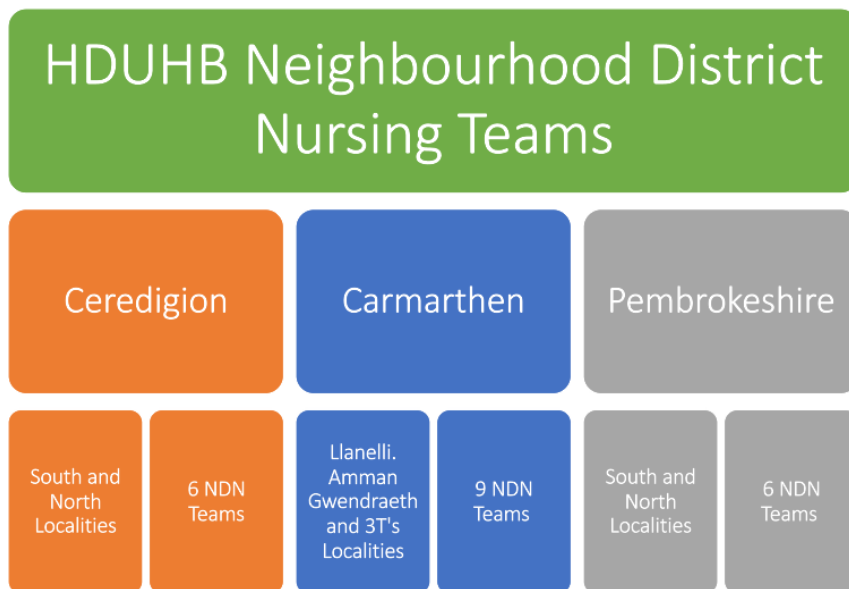 HDUHB Neighbourhood District
Nursing Teams
Ceredigion
Carmarthen
Pembrokeshire
South and
North
Localities
6 NDN
Teams
Llanelli.
Amman
Gwendraeth
and 3T's
Localities
9 NDN
Teams
South and
North
Localities
6 NDN
Teams